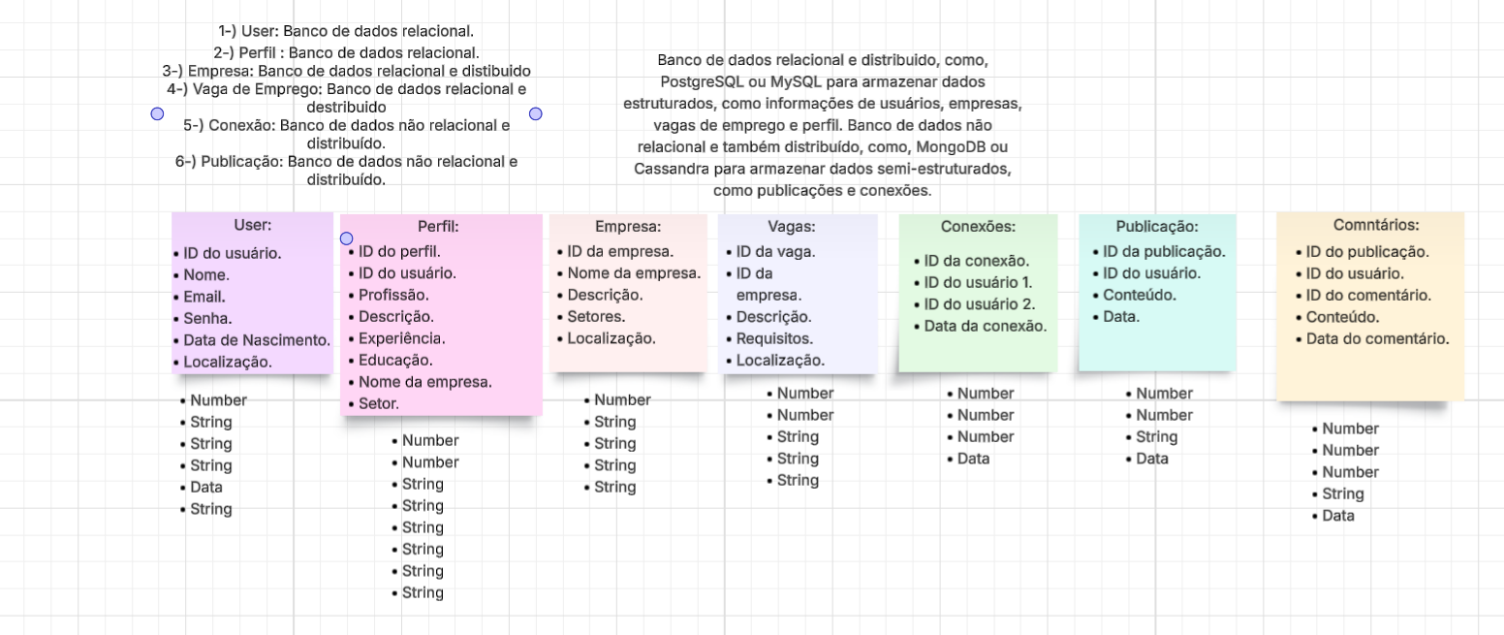 1-) User: Banco de dados relacional.
2-) Perfil : Banco de dados relacional.
3-) Empresa: Banco de dados relacional e distibuido
4-) Vaga de Emprego: Banco de dados relacional e
destribuido
5-) Conexão: Banco de dados não relacional e
distribuído.
6-) Publicação: Banco de dados não relacional e
distribuído.
Banco de dados relacional e distribuido, como,
PostgreSQL ou MySQL para armazenar dados
estruturados, como informações de usuários, empresas,
vagas de emprego e perfil. Banco de dados não
relacional e também distribuído, como, MongoDB ou
Cassandra para armazenar dados semi-estruturados,
como publicações e conexões.
User:
• ID do usuário.
• Nome.
• Email.
• Senha.
• Data de Nascimento.
• Localização.
• Number
• String
• String
• String
• Data
• String
Perfil:
• ID do perfil.
• ID do usuário.
• Profissão.
• Descrição.
• Experiência.
• Educação.
• Nome da empresa.
• Setor.
• Number
• Number
• String
• String
• String
• String
• String
• String
Empresa:
• ID da empresa.
• Nome da empresa.
• Descrição.
• Setores.
• Localização.
• Number
• String
• String
• String
• String
Vagas:
• ID da vaga.
• ID da
empresa.
• Descrição.
• Requisitos.
• Localização.
• Number
• Number
• String
• String
• String
Conexões:
• ID da conexão.
• ID do usuário 1.
• ID do usuário 2.
• Data da conexão.
• Number
• Number
• Number
• Data
Publicação:
• ID da publicação.
• ID do usuário.
• Conteúdo.
• Data.
• Number
• Number
• String
• Data
Comntários:
• ID do publicação.
• ID do usuário.
• ID do comentário.
• Conteúdo.
• Data do comentário.
• Number
• Number
• Number
• String
• Data